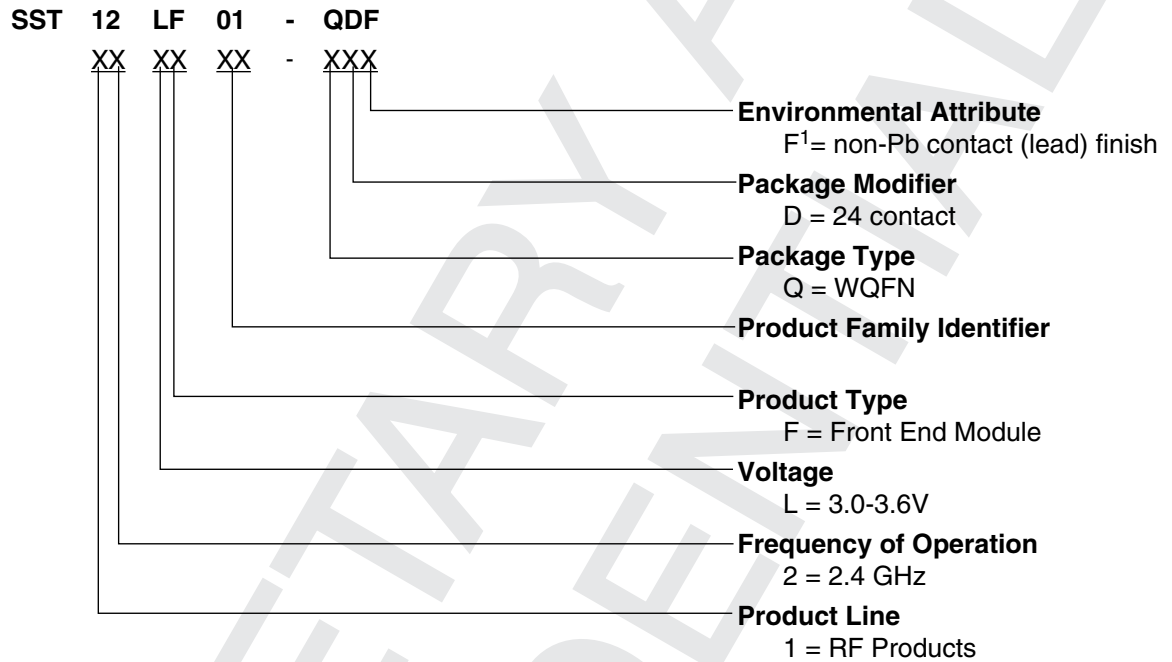 SST 12 LF 01 - QDF
XX XX XX - XXX
Environmental Attribute
F1= non-Pb contact (lead) finish
Package Modifier
D = 24 contact
Package Type
Q = WQFN
Product Family Identifier
Product Type
F = Front End Module
Voltage
L = 3.0-3.6V
Frequency of Operation
2 = 2.4 GHz
Product Line
1 = RF Products